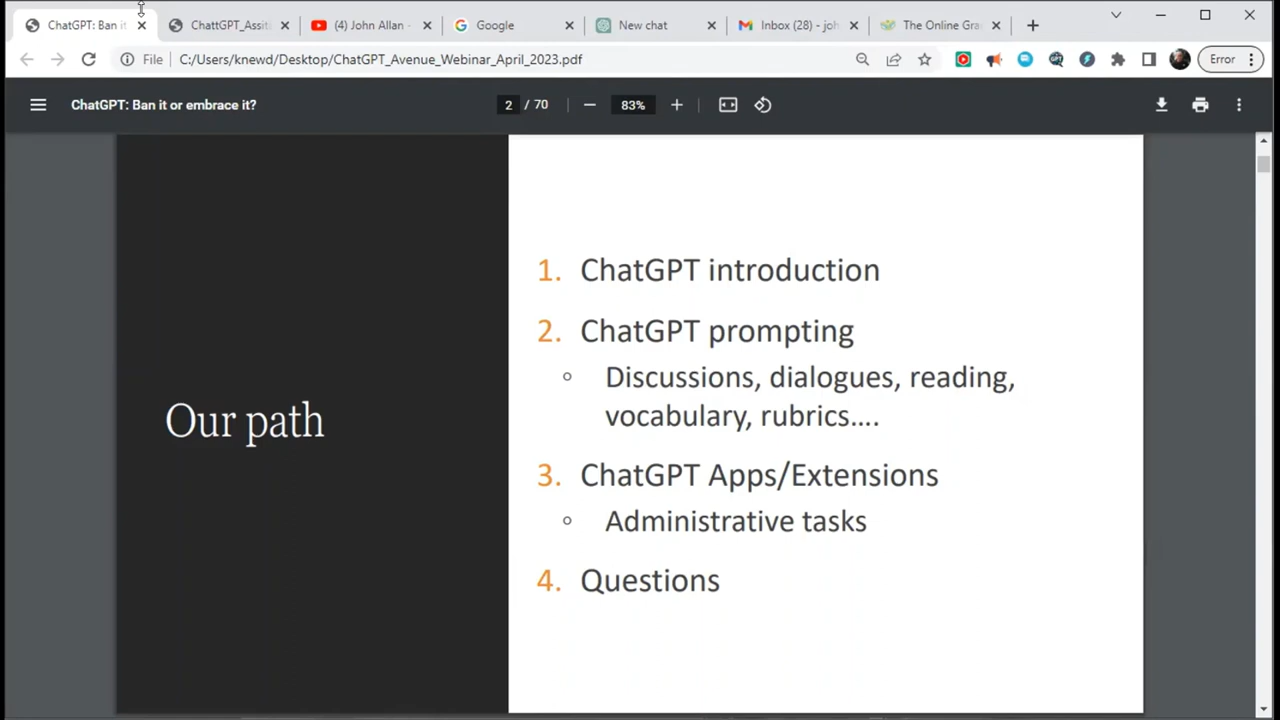 ChatGPT: Ban it
ChattGPT_Assit
(4) John Allan -
Google
New chat
Inbox (28) - joh
The Online Gra
File
C:/Users/knewd/Desktop/ChatGPT_Avenue_Webinar_April_2023.pdf
Error
ChatGPT: Ban it or embrace it?
2 / 70
83%
Our path
1. ChatGPT introduction
2. ChatGPT prompting
Discussions, dialogues, reading,
vocabulary, rubrics....
3. ChatGPT Apps/Extensions
Administrative tasks
4. Questions